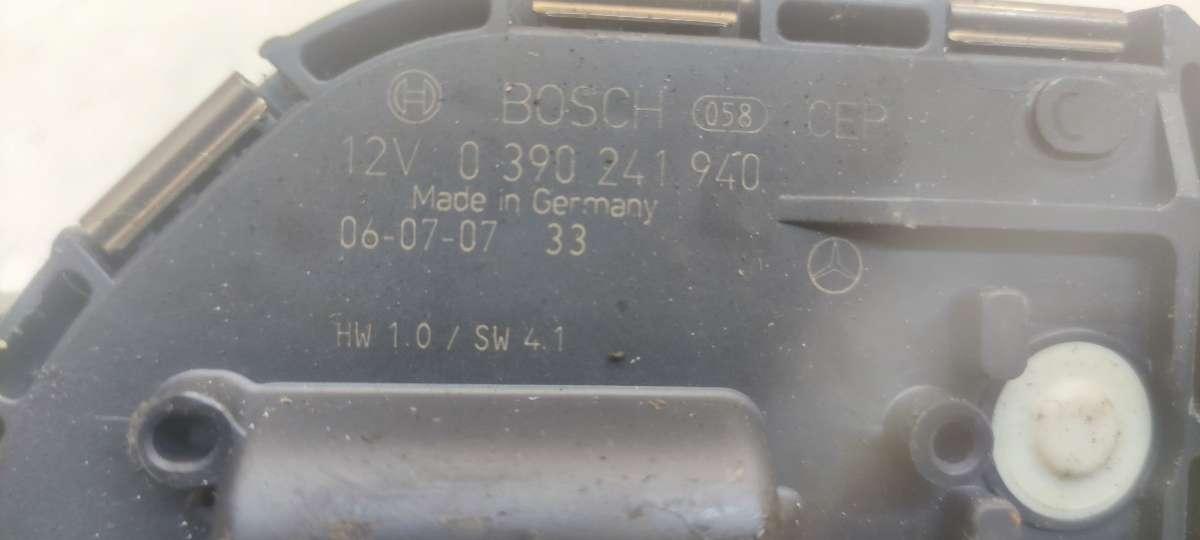 BOSCH 058 CEP
12V 0 390 241 940
Made in Germany
06-07-07 33
HW 1.0 / SW 4.1